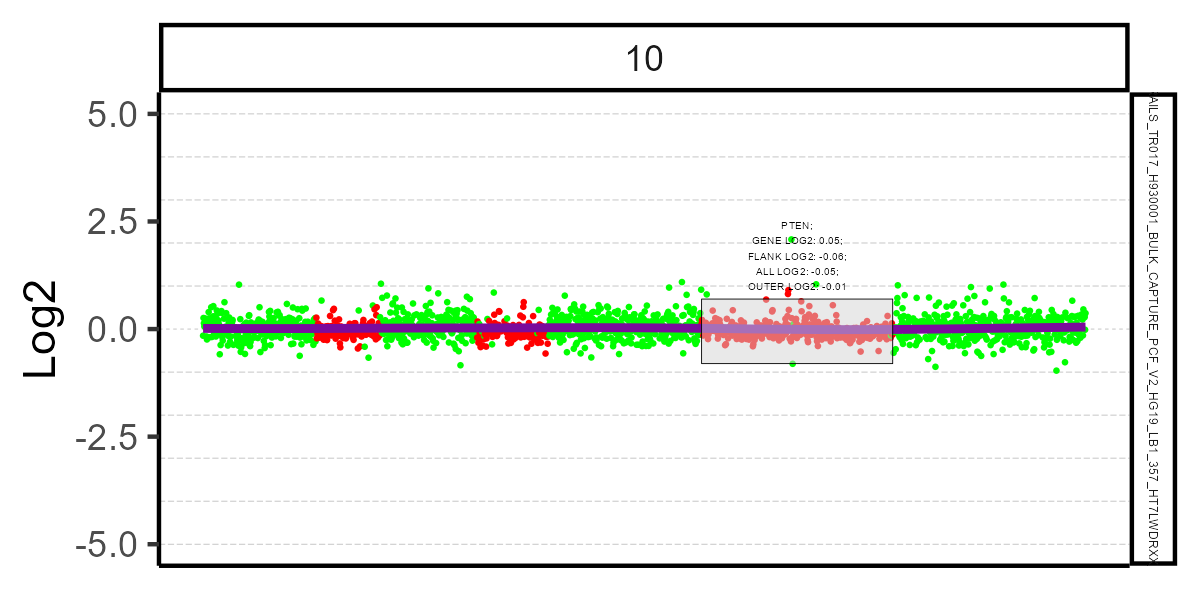 10
5.0
2.5
0.0
-2.5
-5.0
Log2
PTEN;
GENE LOG2: 0.05;
FLANK LOG2: -0.06;
ALL LOG2: -0.05;
OUTER LOG2: -0.01
AILS_TR017_H930001_BULK_CAPTURE_PCF_V2_HG19_LB1_357_HT7LWDRX